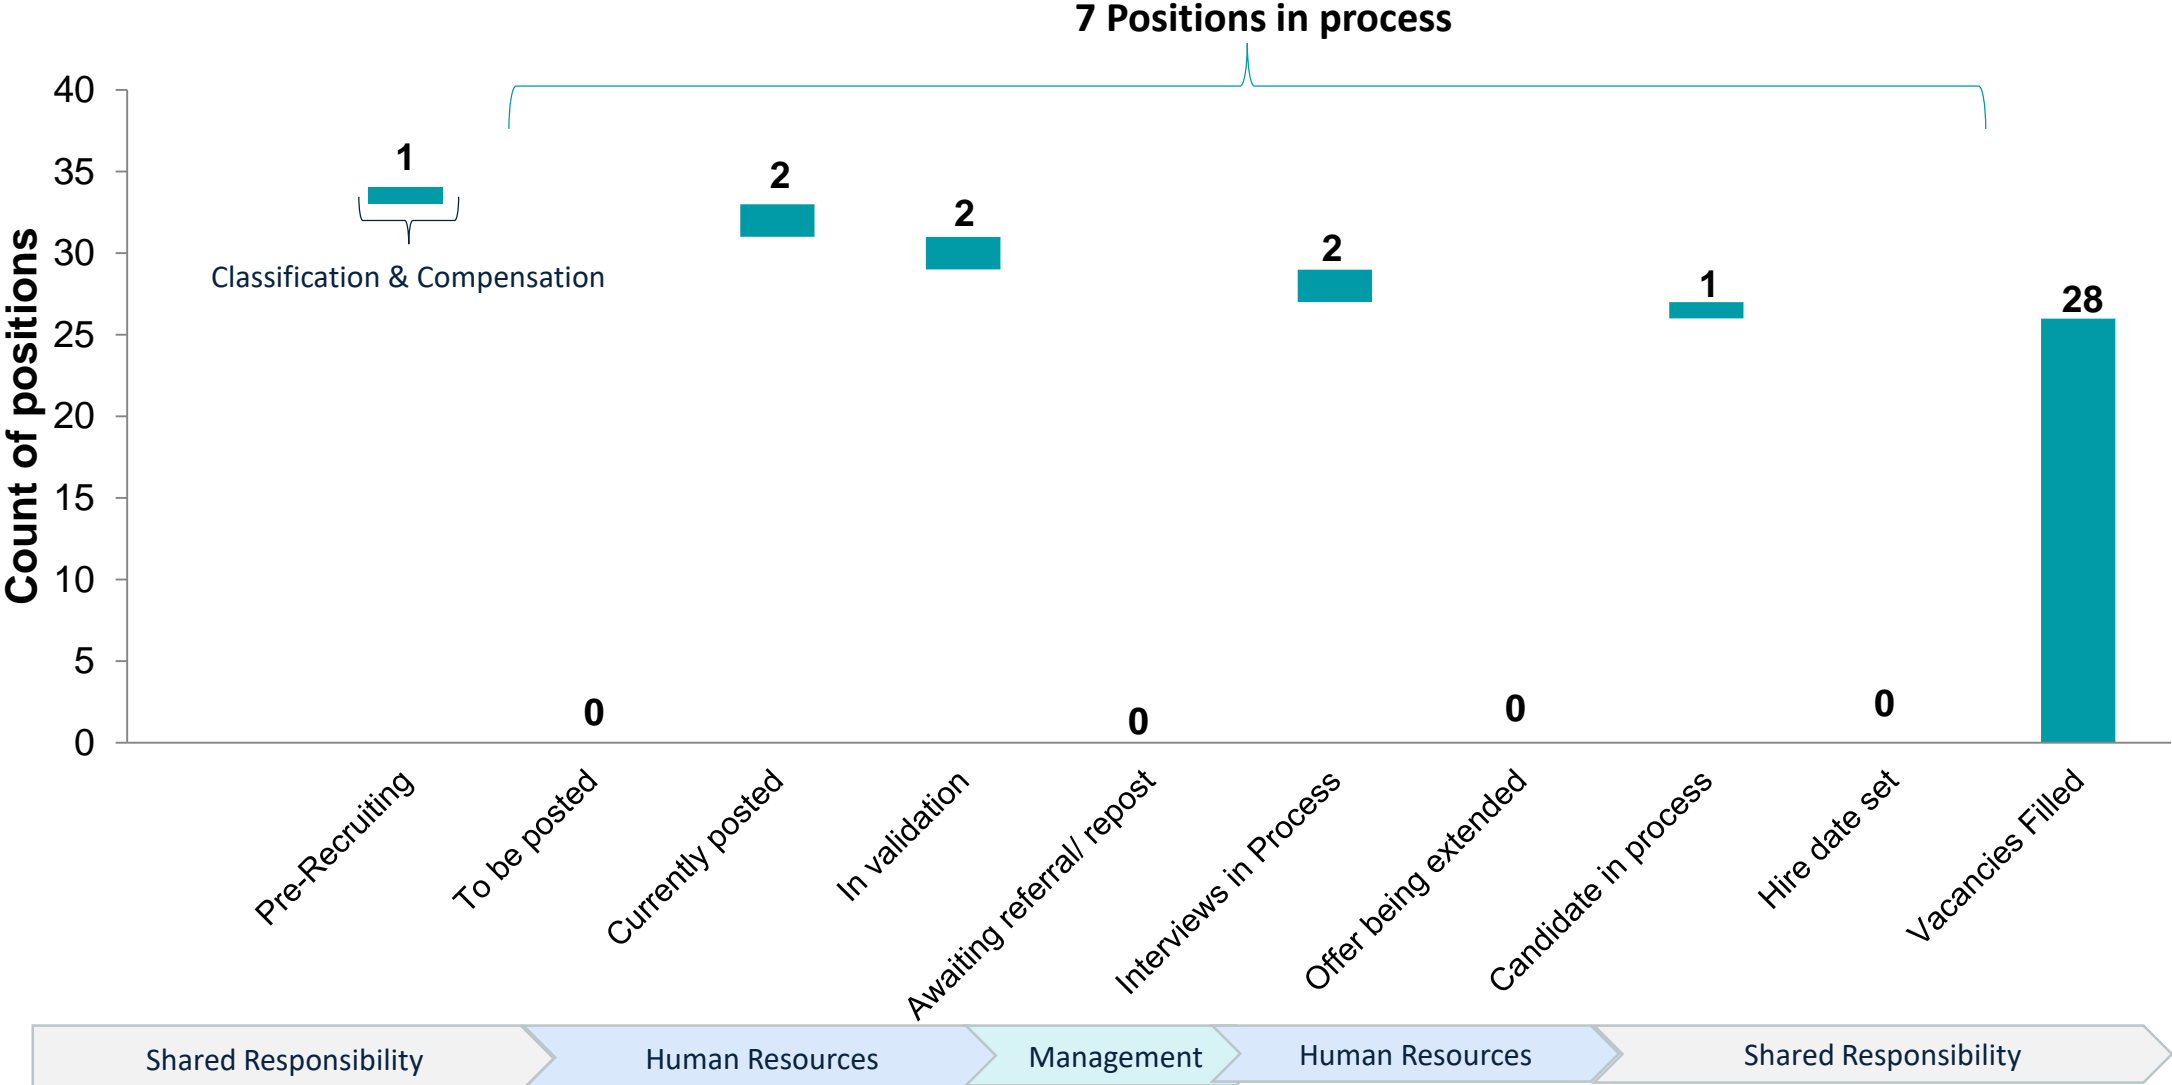 7 Positions in process
40
35
30
25
20
15
10
5
0
Count of positions
1
Classification & Compensation
0
2
2
0
2
0
1
0
28
Pre-Recruiting
To be posted
Currently posted
In validation
Awaiting referral/ repost
Interviews in Process
Offer being extended
Candidate in process
Hire date set
Vacancies Filled
Shared Responsibility
Human Resources
Management
Human Resources
Shared Responsibility